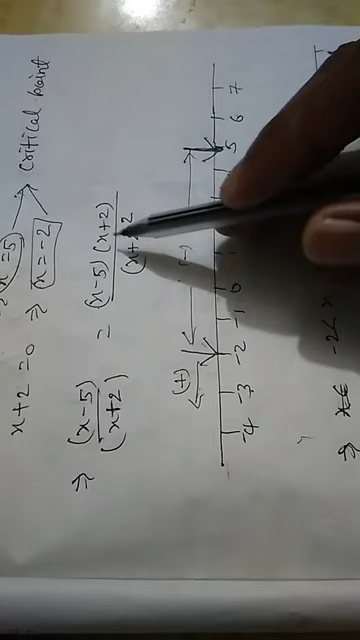 x = 5 → critical point
x+2 = 0 ⇒ x = -2
⇒ (x-5)/(x+2) = (x-5)(x+2)/(x+2)2
(+) (-)
-4 -3 -2 -1 0 1 5 6 7
⇒ -2 <